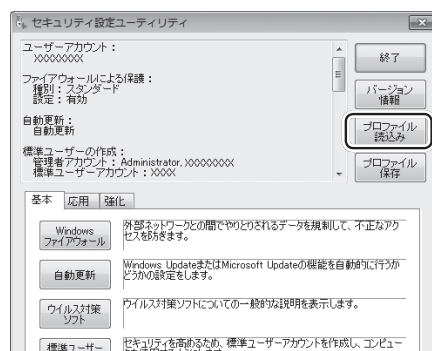 セキュリティ設定ユーティリティ
ユーザーアカウント：
XXXXXXXX
ファイアウォールによる保護：
種別：スタンダード
設定：有効
自動更新：
自動更新
標準ユーザーの作成：
管理者アカウント：Administrator, XXXXXXXX
標準ユーザーアカウント：XXXX
終了
バージョン
情報
プロファイル
読込み
プロファイル
保存
基本 応用 強化
Windows
ファイアウォール
外部ネットワークとの間でやりとりされるデータを規制して、不正なアク
セスを防ぎます。
自動更新
Windows UpdateまたはMicrosoft Updateの機能を自動的に行うか
どうかの設定をします。
ウイルス対策
ソフト
ウイルス対策ソフトについての一般的な説明を表示します。
標準ユーザー
セキュリティを高めるため、標準ユーザーアカウントを作成し、コンピュー